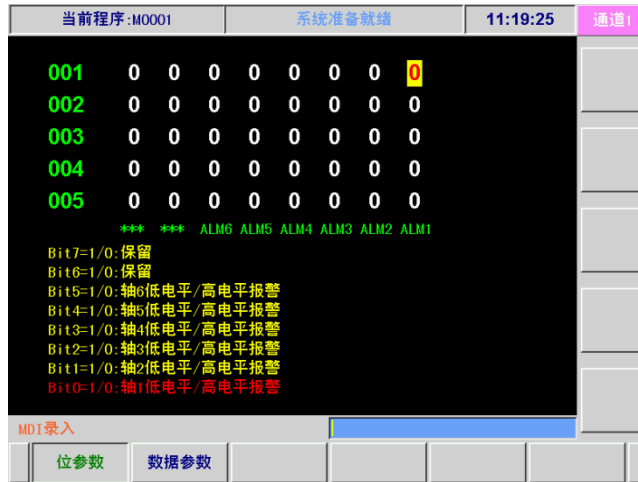 当前程序:M0001 系统准备就绪 11:19:25 通道1
001 0 0 0 0 0 0 0 0
002 0 0 0 0 0 0 0 0
003 0 0 0 0 0 0 0 0
004 0 0 0 0 0 0 0 0
005 0 0 0 0 0 0 0 0
*** *** ALM6 ALM5 ALM4 ALM3 ALM2 ALM1
Bit7=1/0:保留
Bit6=1/0:保留
Bit5=1/0:轴6低电平/高电平报警
Bit4=1/0:轴5低电平/高电平报警
Bit3=1/0:轴4低电平/高电平报警
Bit2=1/0:轴3低电平/高电平报警
Bit1=1/0:轴2低电平/高电平报警
Bit0=1/0:轴1低电平/高电平报警
MDI录入
位参数 数据参数